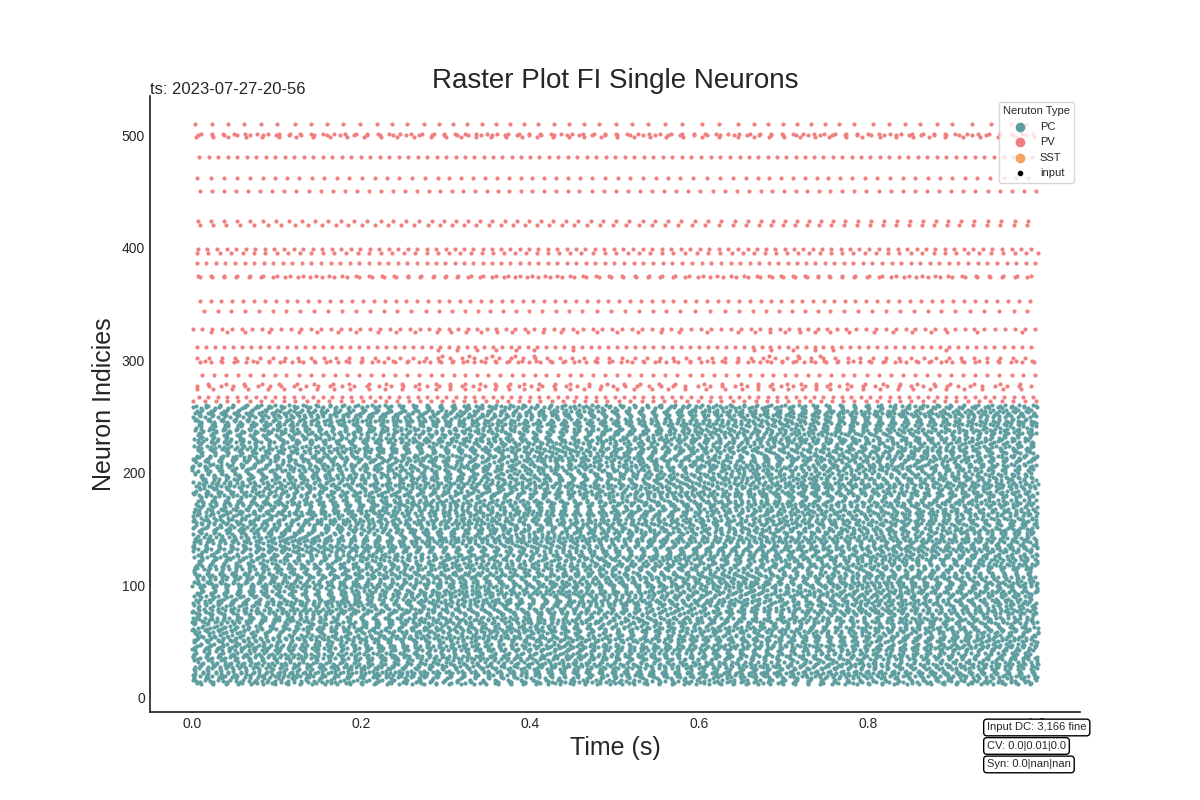 Raster Plot FI Single Neurons
ts: 2023-07-27-20-56
Neruton Type
PC
PV
SST
input
500
400
300
200
100
0
Neuron Indicies
0.0 0.2 0.4 0.6 0.8
Time (s)
Input DC: 3,166 fine
CV: 0.0|0.01|0.0
Syn: 0.0|nan|nan